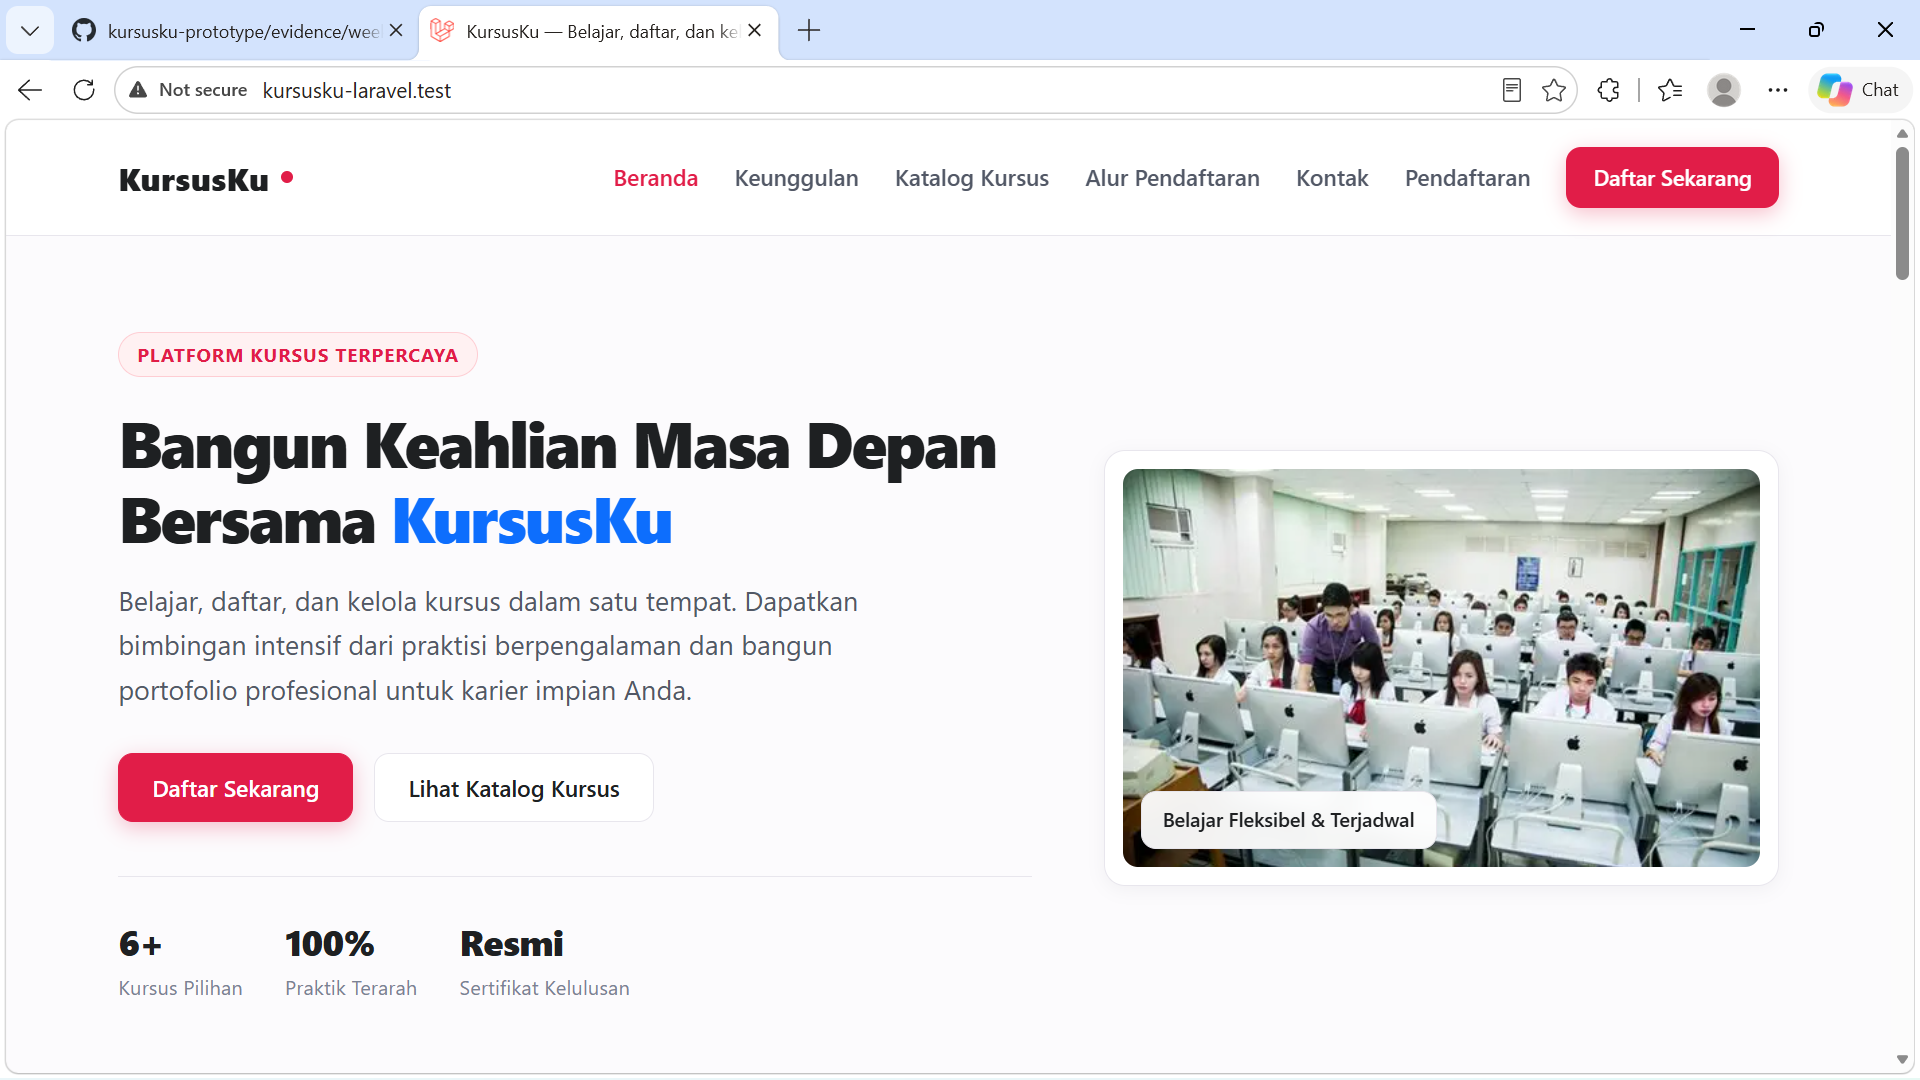 kursusku-prototype/evidence/wee
KursusKu — Belajar, daftar, dan kel
Not secure
kursusku-laravel.test
Chat
KursusKu
Beranda
Keunggulan
Katalog Kursus
Alur Pendaftaran
Kontak
Pendaftaran
Daftar Sekarang
PLATFORM KURSUS TERPERCAYA
Bangun Keahlian Masa Depan
Bersama KursusKu
Belajar, daftar, dan kelola kursus dalam satu tempat. Dapatkan
bimbingan intensif dari praktisi berpengalaman dan bangun
portofolio profesional untuk karier impian Anda.
Daftar Sekarang
Lihat Katalog Kursus
Belajar Fleksibel & Terjadwal
6+
Kursus Pilihan
100%
Praktik Terarah
Resmi
Sertifikat Kelulusan